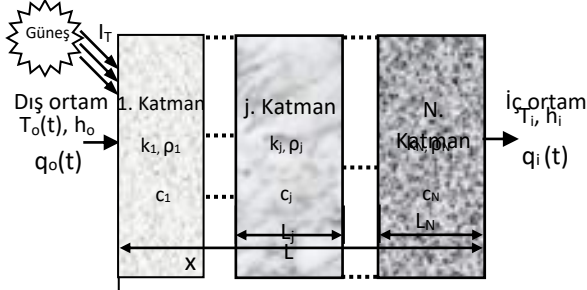 Güneş
I_T
Dış ortam
T_o(t), h_o
q_o(t)
1. Katman
k_1, ρ_1
c_1
j. Katman
k_j, ρ_j
c_j
L_j
N.
Katman
k_N, ρ_N
c_N
L_N
İç ortam
T_i, h_i
q_i (t)
L
x